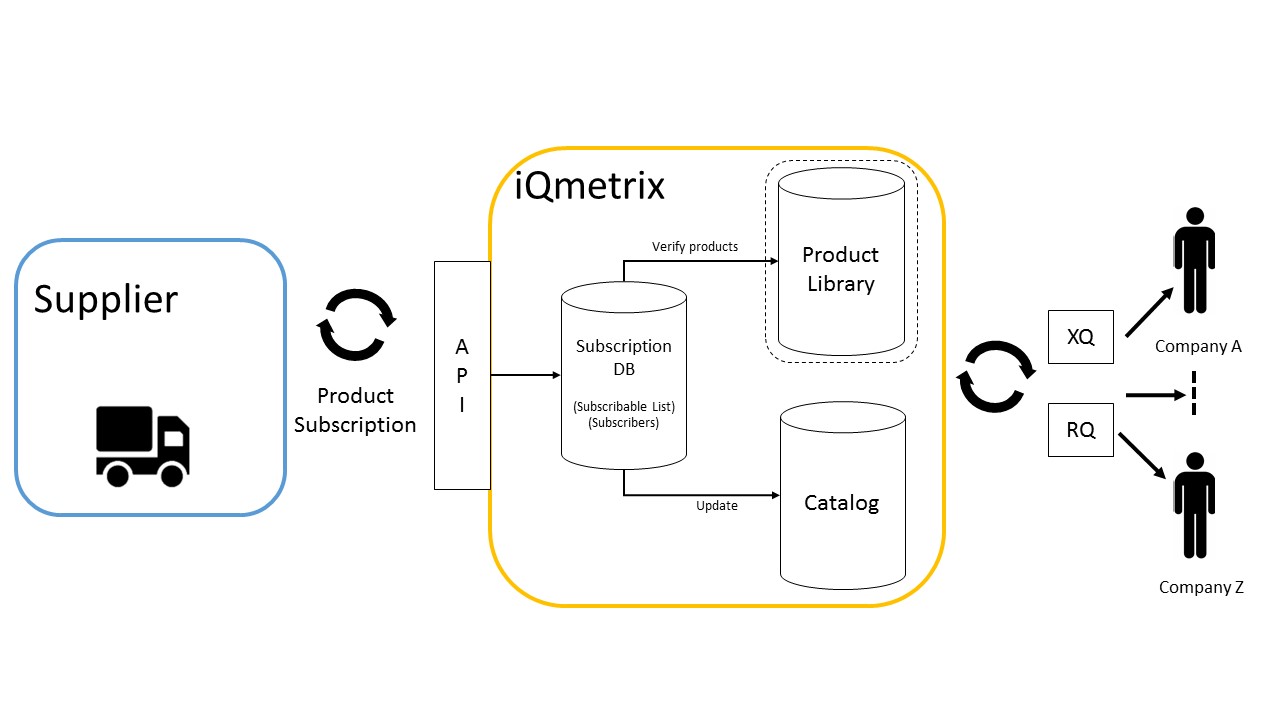 iQmetrix
Supplier
Product
Subscription
A
P
I
Verify products
Product
Library
Subscription
DB
(Subscribable List)
(Subscribers)
Update
Catalog
XQ
RQ
Company A
Company Z